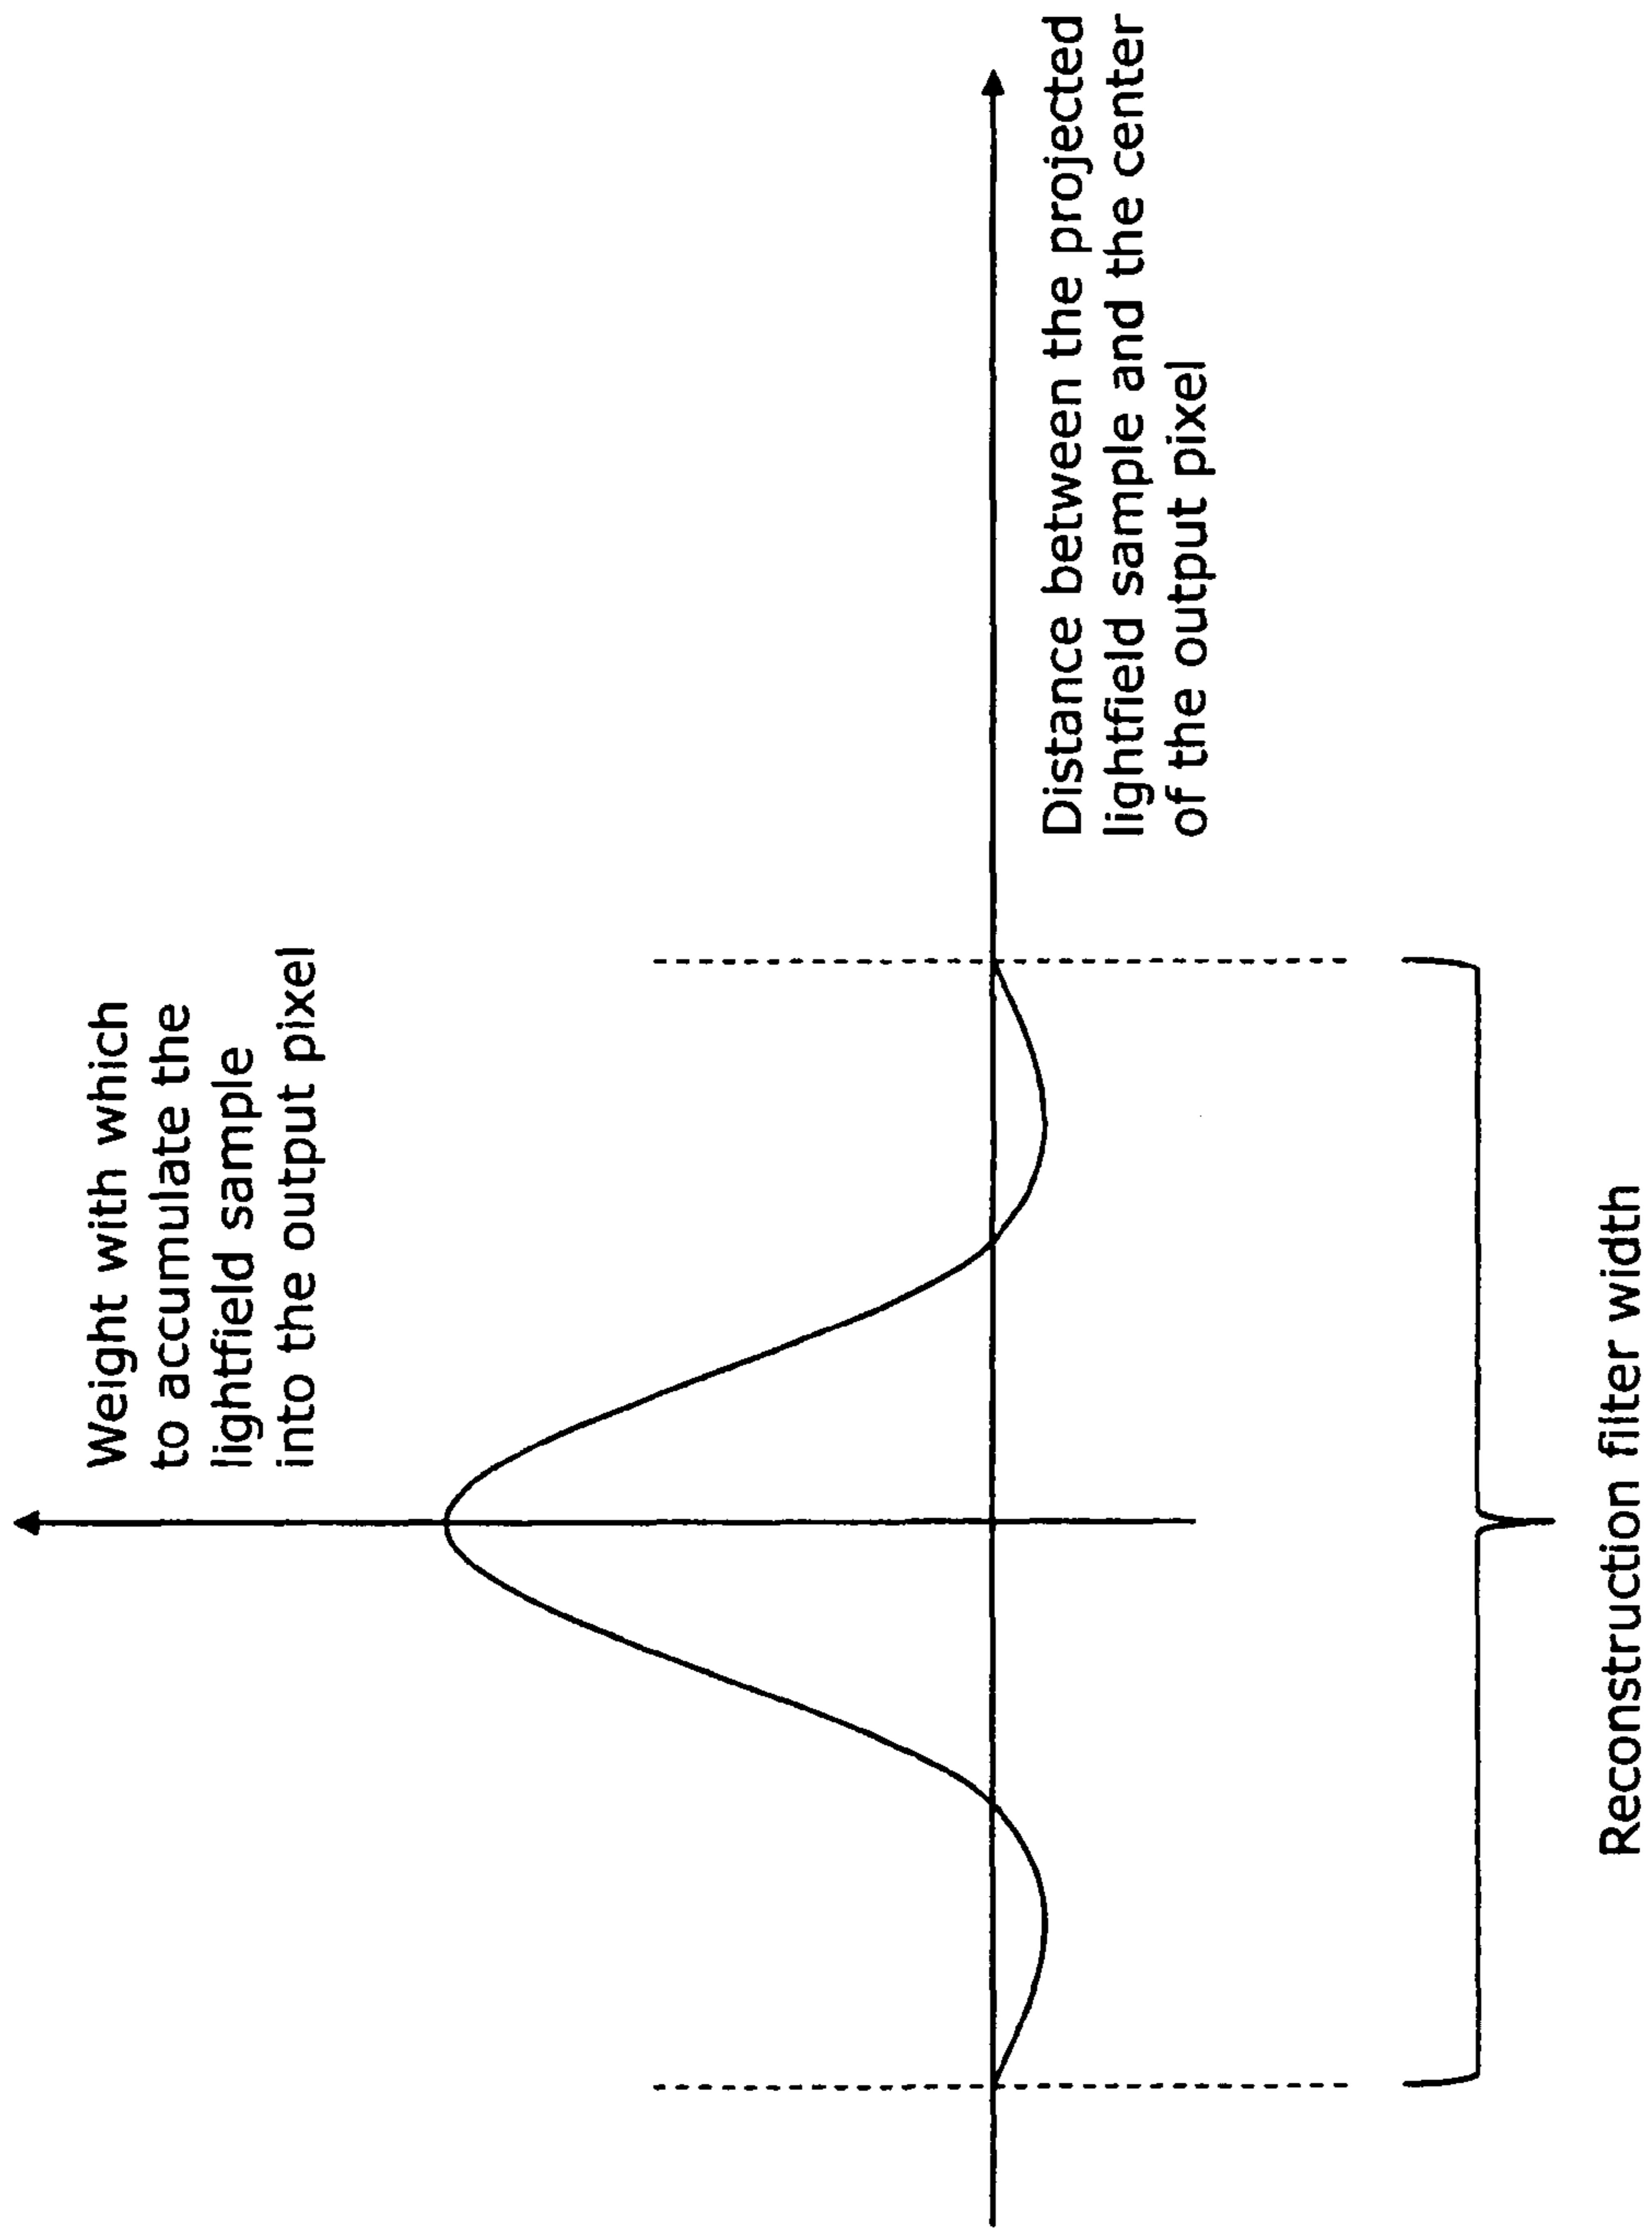 Weight with which
to accumulate the
lightfield sample
into the output pixel
Distance between the projected
lightfield sample and the center
of the output pixel
Reconstruction filter width